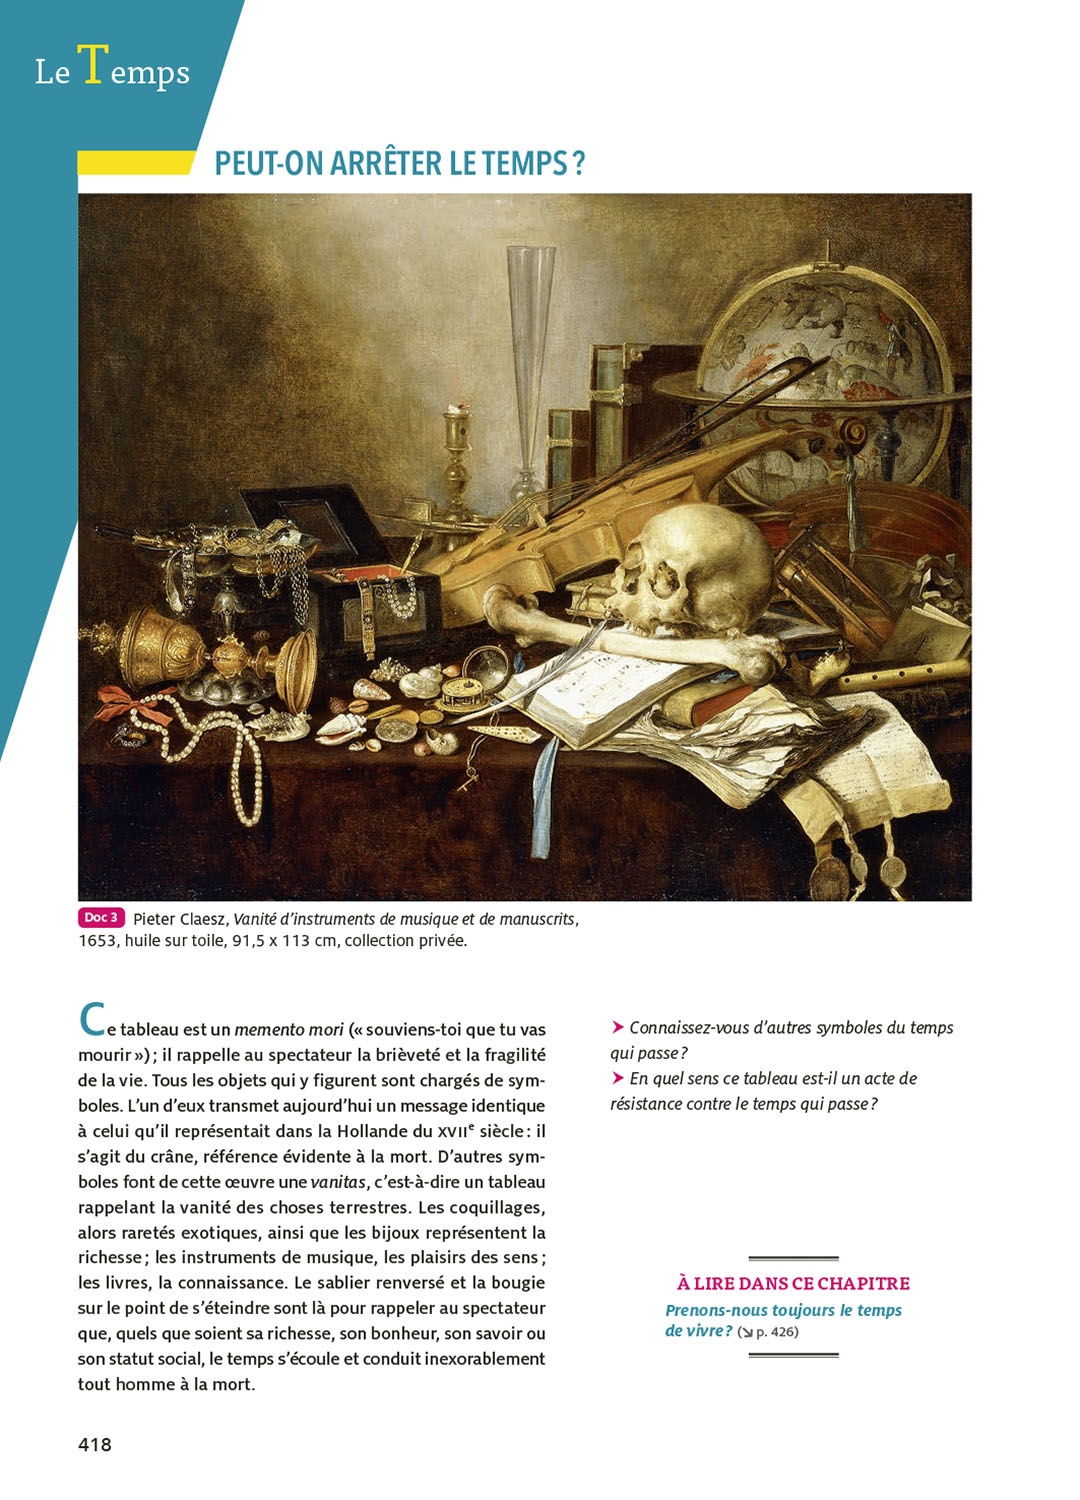 Le Temps
PEUT-ON ARRÊTER LE TEMPS ?
Doc 3 Pieter Claesz, Vanité d’instruments de musique et de manuscrits,
1653, huile sur toile, 91,5 x 113 cm, collection privée.
Ce tableau est un memento mori (« souviens-toi que tu vas
mourir ») ; il rappelle au spectateur la brièveté et la fragilité
de la vie. Tous les objets qui y figurent sont chargés de sym-
boles. L’un d’eux transmet aujourd’hui un message identique
à celui qu’il représentait dans la Hollande du XVIIe siècle : il
s’agit du crâne, référence évidente à la mort. D’autres sym-
boles font de cette œuvre une vanitas, c’est-à-dire un tableau
rappelant la vanité des choses terrestres. Les coquillages,
alors raretés exotiques, ainsi que les bijoux représentent la
richesse ; les instruments de musique, les plaisirs des sens ;
les livres, la connaissance. Le sablier renversé et la bougie
sur le point de s’éteindre sont là pour rappeler au spectateur
que, quels que soient sa richesse, son bonheur, son savoir ou
son statut social, le temps s’écoule et conduit inexorablement
tout homme à la mort.
➤ Connaissez-vous d’autres symboles du temps
qui passe ?
➤ En quel sens ce tableau est-il un acte de
résistance contre le temps qui passe ?
À LIRE DANS CE CHAPITRE
Prenons-nous toujours le temps
de vivre ? (↘ p. 426)
418